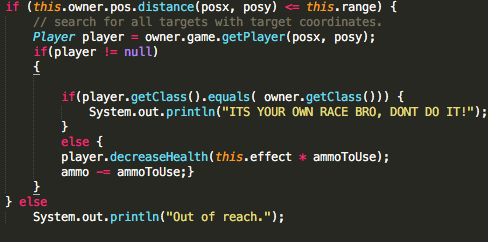 if (this.owner.pos.distance(posx, posy) <= this.range) {
// search for all targets with target coordinates.
Player player = owner.game.getPlayer(posx, posy);
if(player != null)
{
if(player.getClass().equals( owner.getClass())) {
System.out.println("ITS YOUR OWN RACE BRO, DONT DO IT!");
}
else {
player.decreaseHealth(this.effect * ammoToUse);
ammo -= ammoToUse;}
}
} else
System.out.println("Out of reach.");